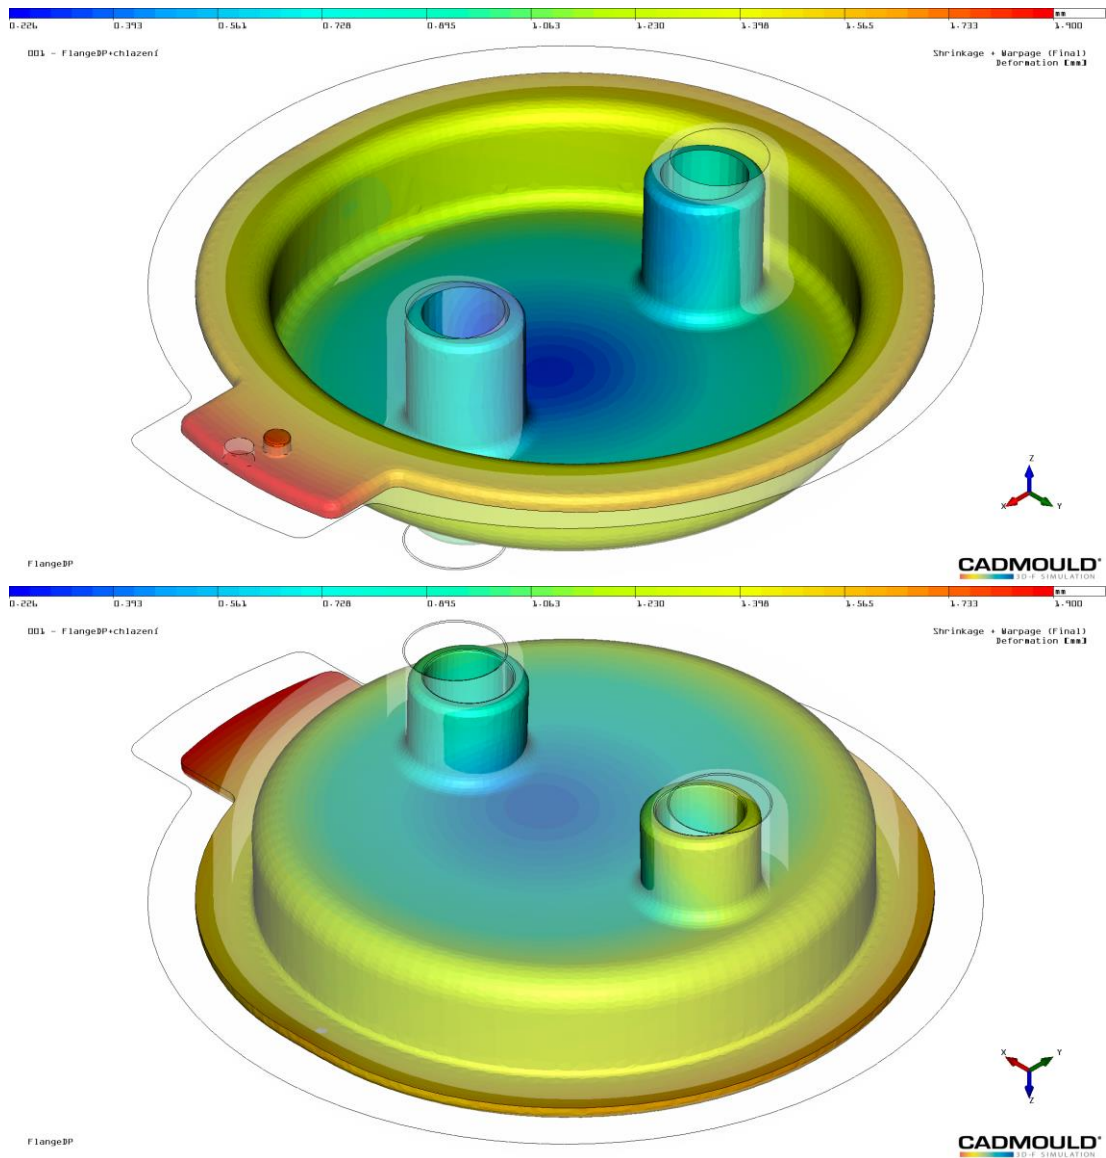 0.226 0.393 0.561 0.728 0.895 1.063 1.230 1.398 1.565 1.733 1.900 mm
001 - FlangeDP+chlazení
Shrinkage + Warpage (Final)
Deformation [mm]
Z
X
Y
FlangeDP
CADMOULD®
3D-F SIMULATION
0.226 0.393 0.561 0.728 0.895 1.063 1.230 1.398 1.565 1.733 1.900 mm
001 - FlangeDP+chlazení
Shrinkage + Warpage (Final)
Deformation [mm]
X
Y
Z
FlangeDP
CADMOULD®
3D-F SIMULATION